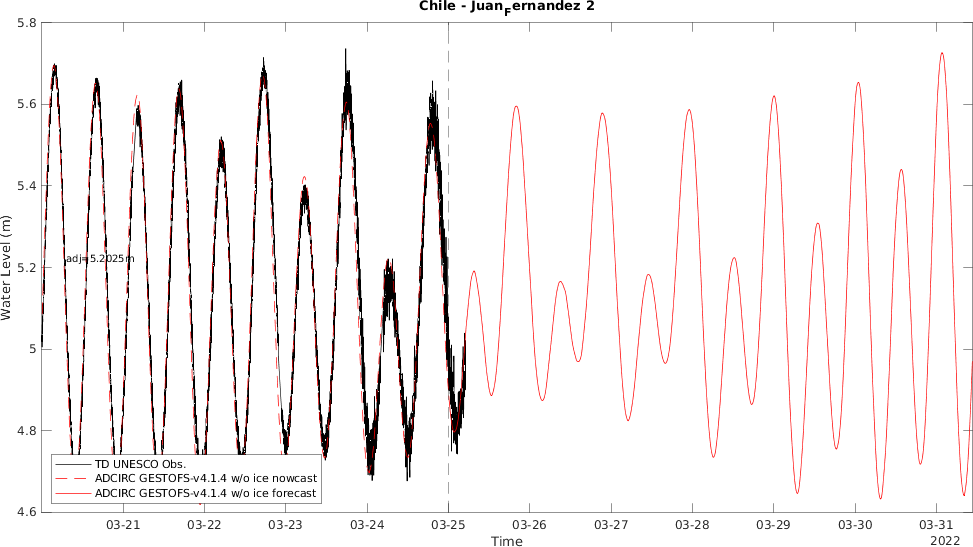 Chile - Juan_Fernandez 2
5.8
5.6
5.4
5.2
5
4.8
4.6
Water Level (m)
adj=5.2025m
TD UNESCO Obs.
ADCIRC GESTOFS-v4.1.4 w/o ice nowcast
ADCIRC GESTOFS-v4.1.4 w/o ice forecast
03-21
03-22
03-23
03-24
03-25
03-26
03-27
03-28
03-29
03-30
03-31
Time
2022